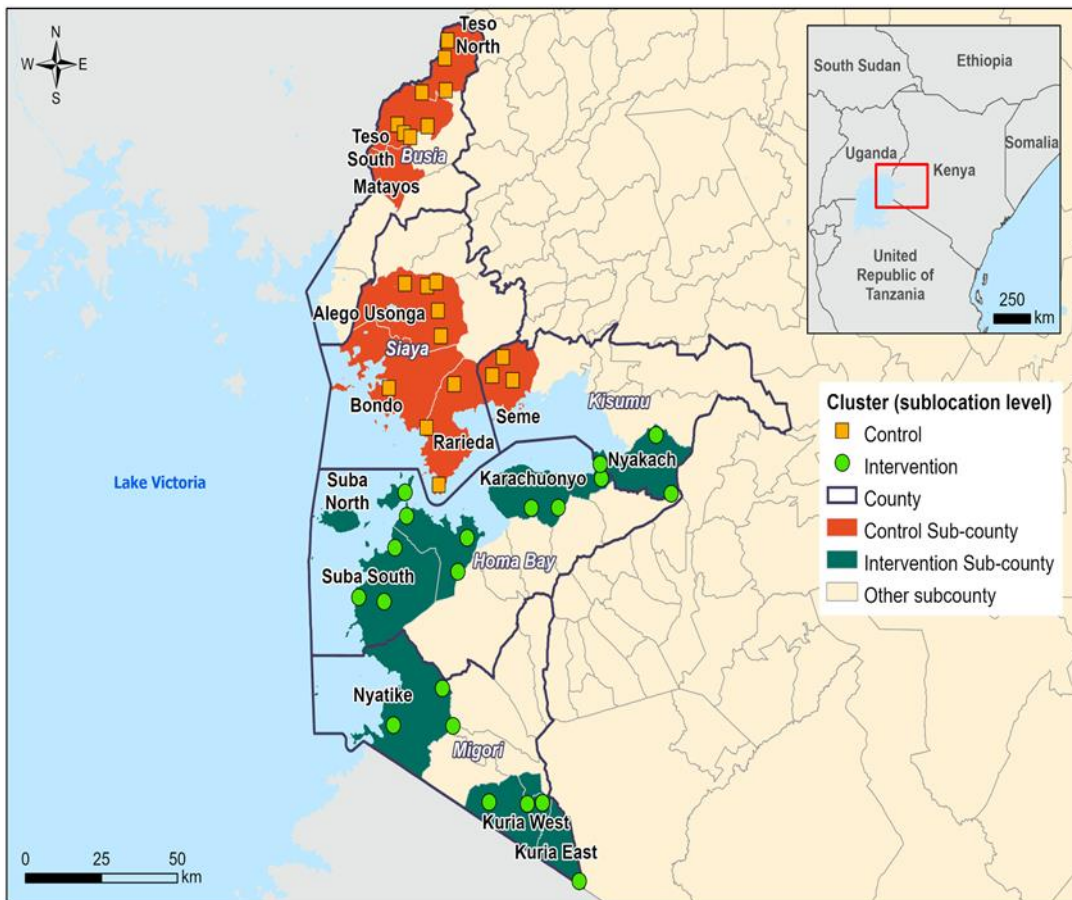 N
W E
S
Teso
North
Teso
South
Busia
Matayos
Alego Usonga
Siaya
Bondo
Rarieda
Seme
Kisumu
Nyakach
Karachuonyo
Suba
North
Homa Bay
Suba South
Nyatike
Migori
Kuria West
Kuria East
Lake Victoria
0 25 50
km
South Sudan
Ethiopia
Somalia
Uganda
Kenya
United
Republic of
Tanzania
250
km
Cluster (sublocation level)
Control
Intervention
County
Control Sub-county
Intervention Sub-county
Other subcounty